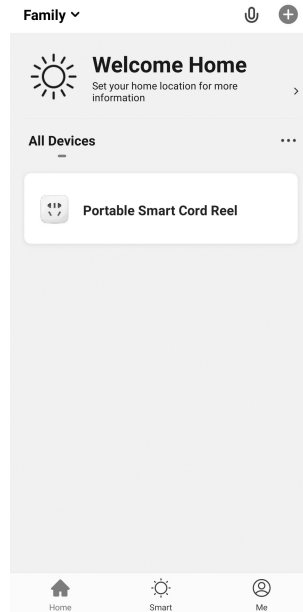 Family
Welcome Home
Set your home location for more
information
All Devices
Portable Smart Cord Reel
Home
Smart
Me